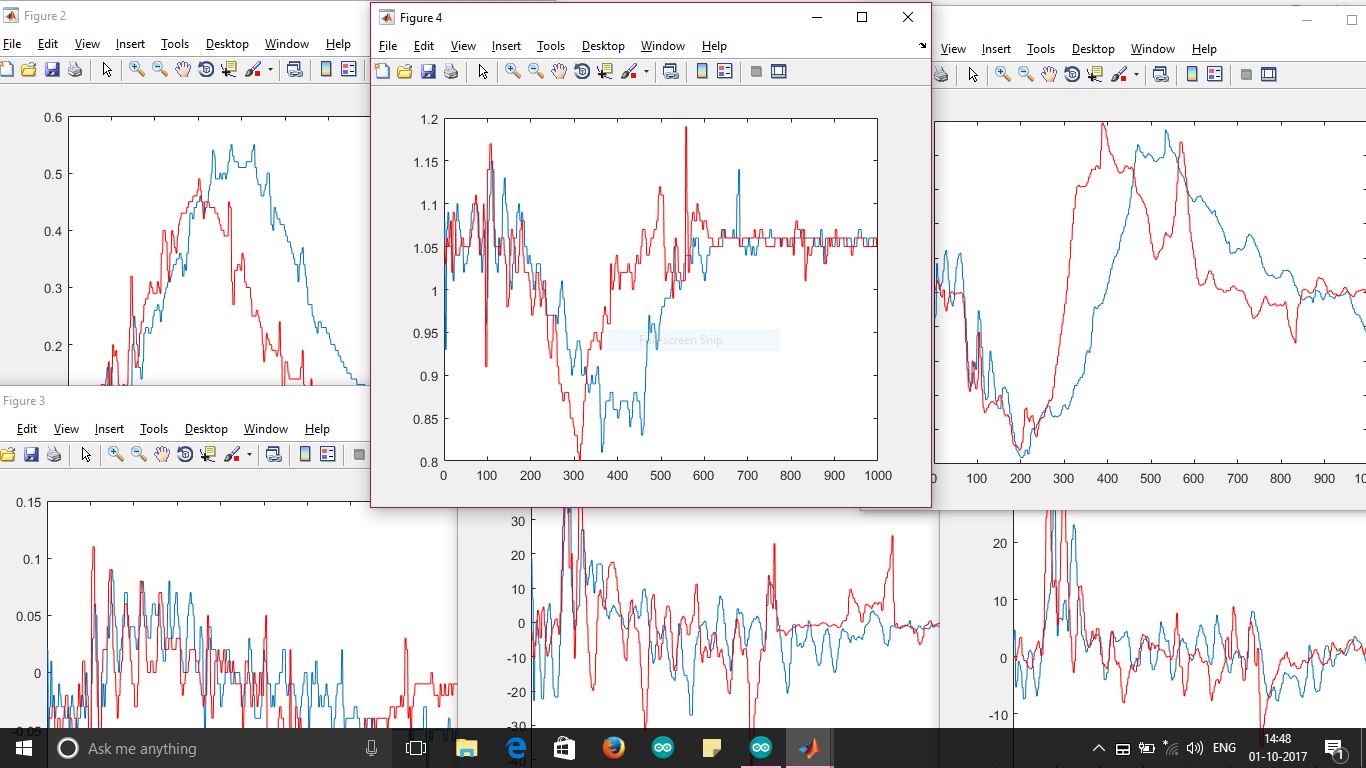 Figure 2
File Edit View Insert Tools Desktop Window Help
0.6
0.5
0.4
0.3
0.2
Figure 3
Edit View Insert Tools Desktop Window Help
0.15
0.1
0.05
0
-0.05
Figure 4
File Edit View Insert Tools Desktop Window Help
1.2
1.15
1.1
1.05
1
0.95
0.9
0.85
0.8
0 100 200 300 400 500 600 700 800 900 1000
Full-screen Snip
View Insert Tools Desktop Window Help
100 200 300 400 500 600 700 800 900
30
20
10
0
-10
-20
-30
20
10
0
-10
Ask me anything
ENG
14:48
01-10-2017
1